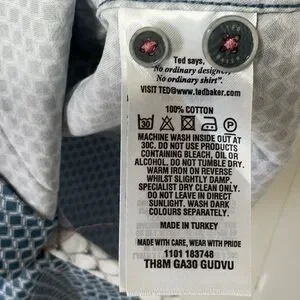 Ted says,
"No ordinary designer,
No ordinary shirt".
VISIT TED@www.tedbaker.com
100% COTTON
30
P
MACHINE WASH INSIDE OUT AT
30C. DO NOT USE PRODUCTS
CONTAINING BLEACH, OIL OR
ALCOHOL. DO NOT TUMBLE DRY.
WARM IRON ON REVERSE
WHILST SLIGHTLY DAMP.
SPECIALIST DRY CLEAN ONLY.
DO NOT LEAVE IN DIRECT
SUNLIGHT. WASH DARK
COLOURS SEPARATELY.
MADE IN TURKEY
MADE WITH CARE, WEAR WITH PRIDE
1101 183748
TH8M GA30 GUDVU